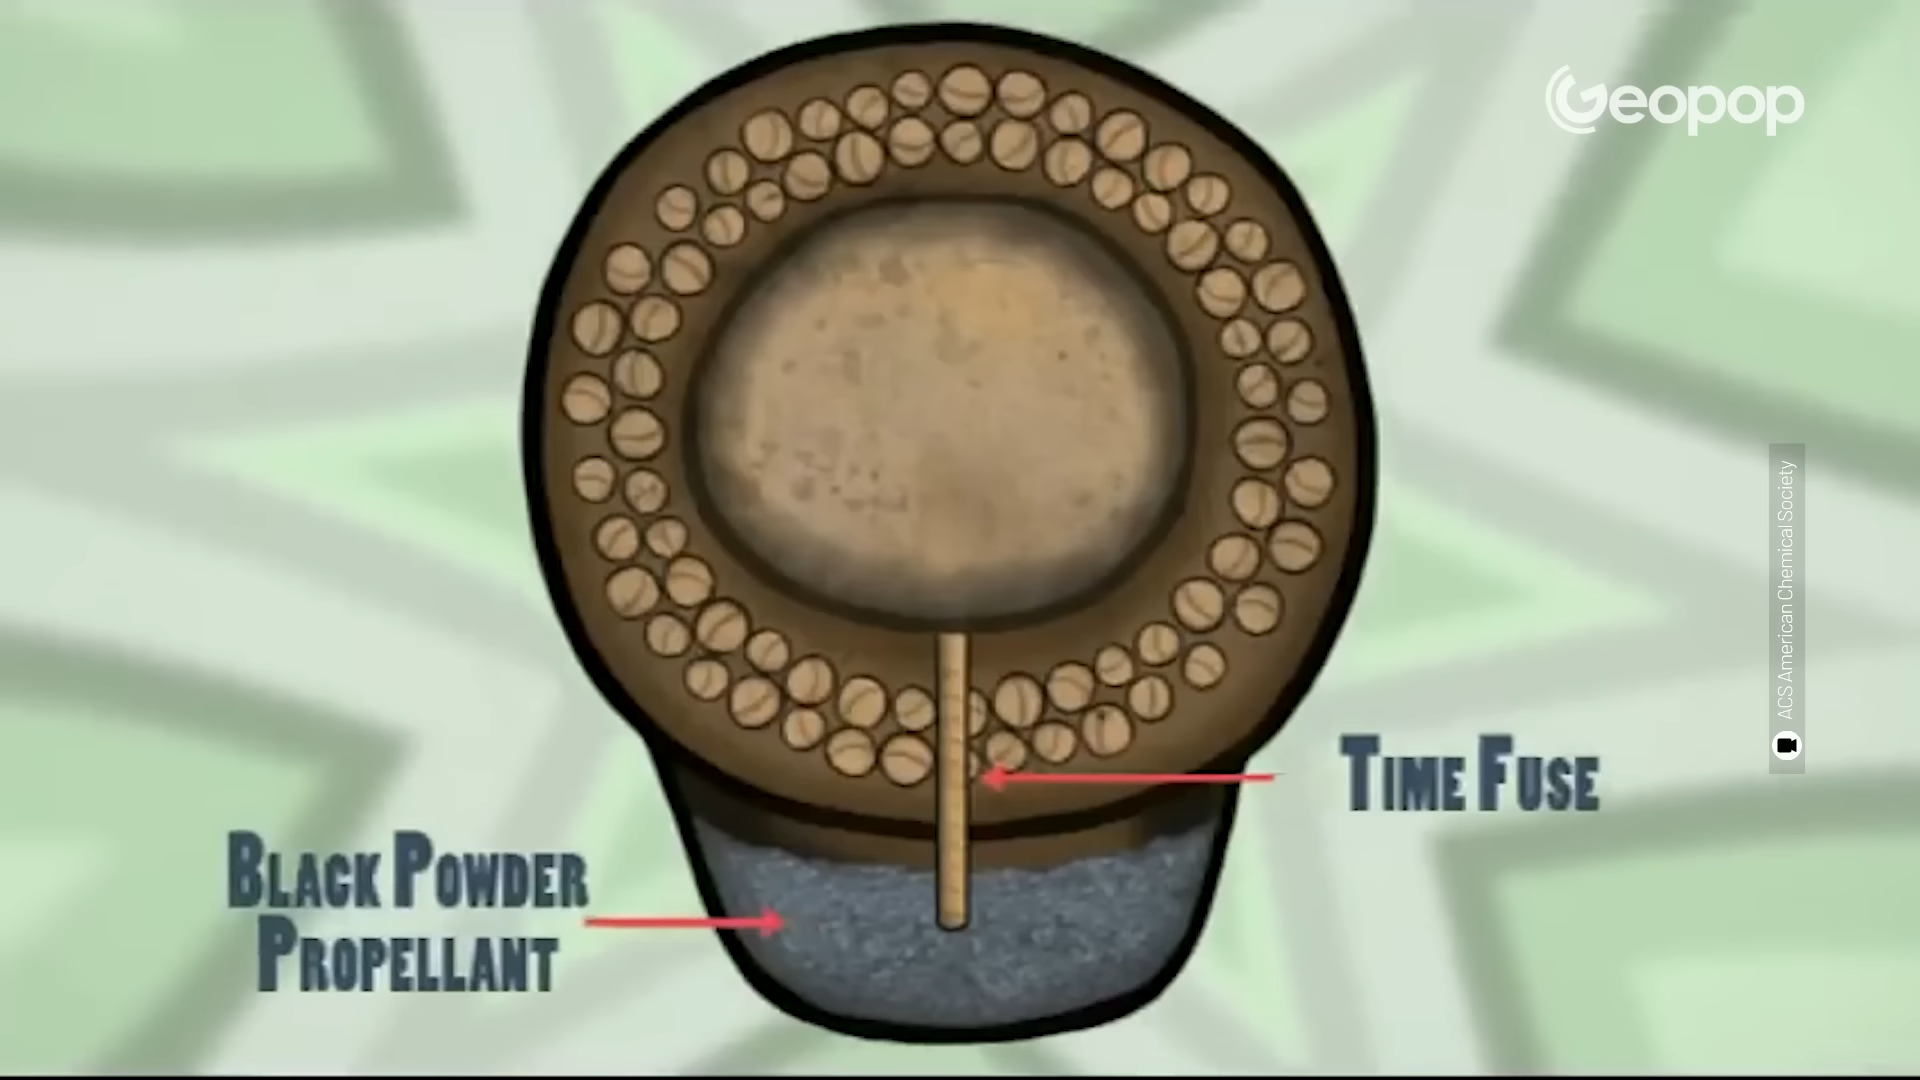 Geopop
ACS American Chemical Society
TIME FUSE
BLACK POWDER
PROPELLANT